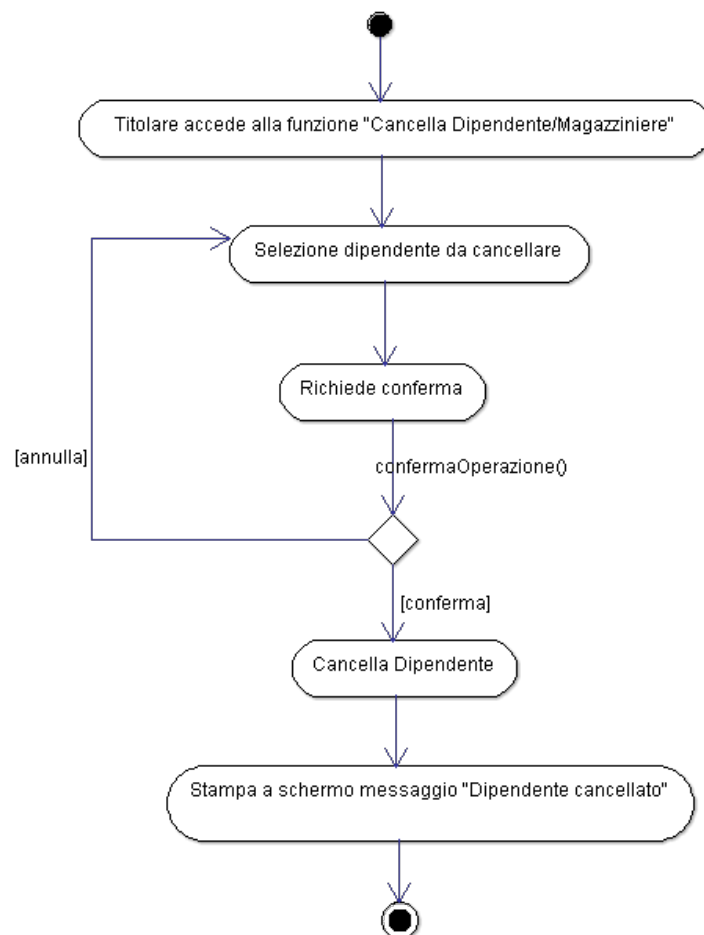 Titolare accede alla funzione "Cancella Dipendente/Magazziniere"
Selezione dipendente da cancellare
Richiede conferma
[annulla]
confermaOperazione()
[conferma]
Cancella Dipendente
Stampa a schermo messaggio "Dipendente cancellato"